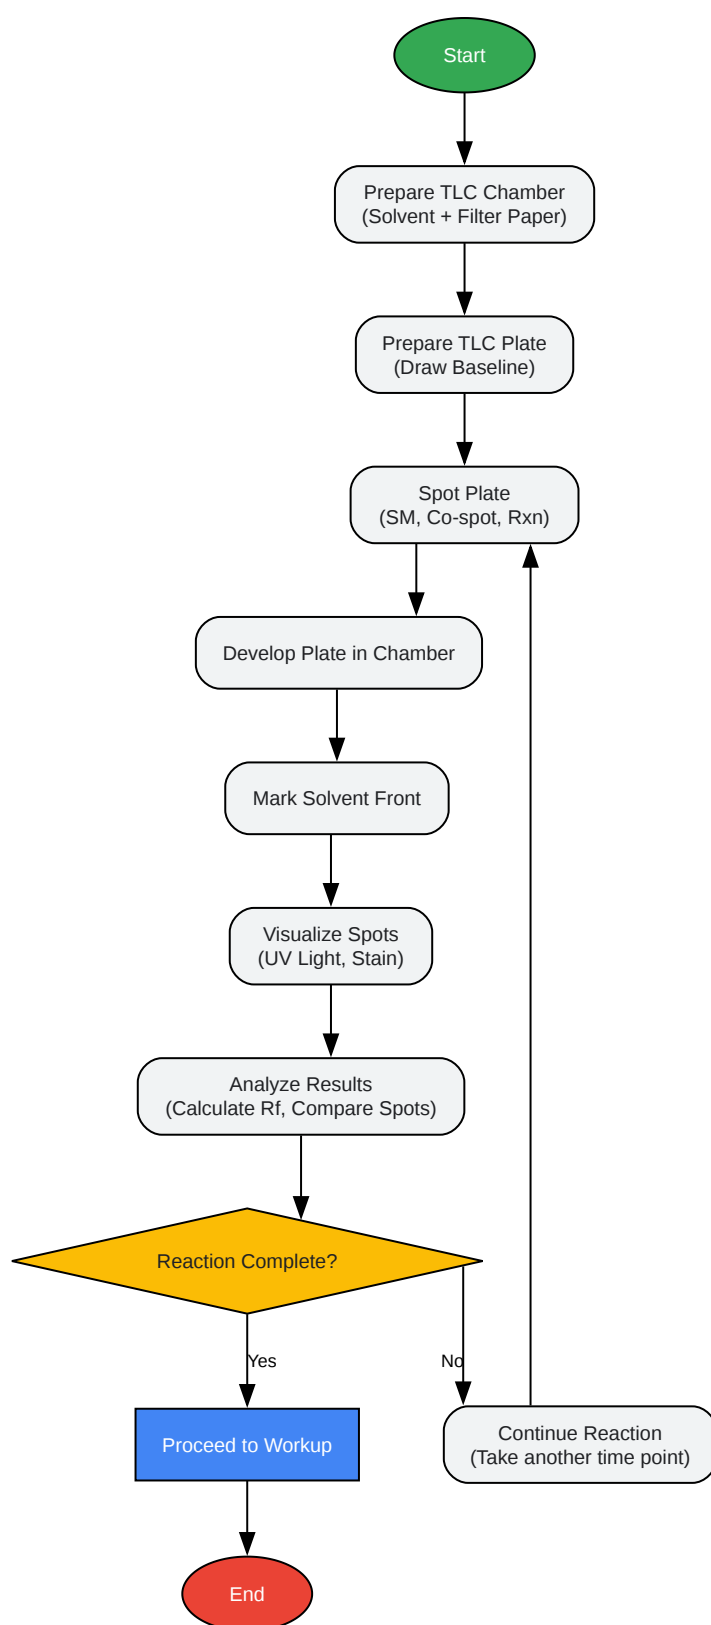 Start
Prepare TLC Chamber
(Solvent + Filter Paper)
Prepare TLC Plate
(Draw Baseline)
Spot Plate
(SM, Co-spot, Rxn)
Develop Plate in Chamber
Mark Solvent Front
Visualize Spots
(UV Light, Stain)
Analyze Results
(Calculate Rf, Compare Spots)
Reaction Complete?
Yes
No
Proceed to Workup
Continue Reaction
(Take another time point)
End